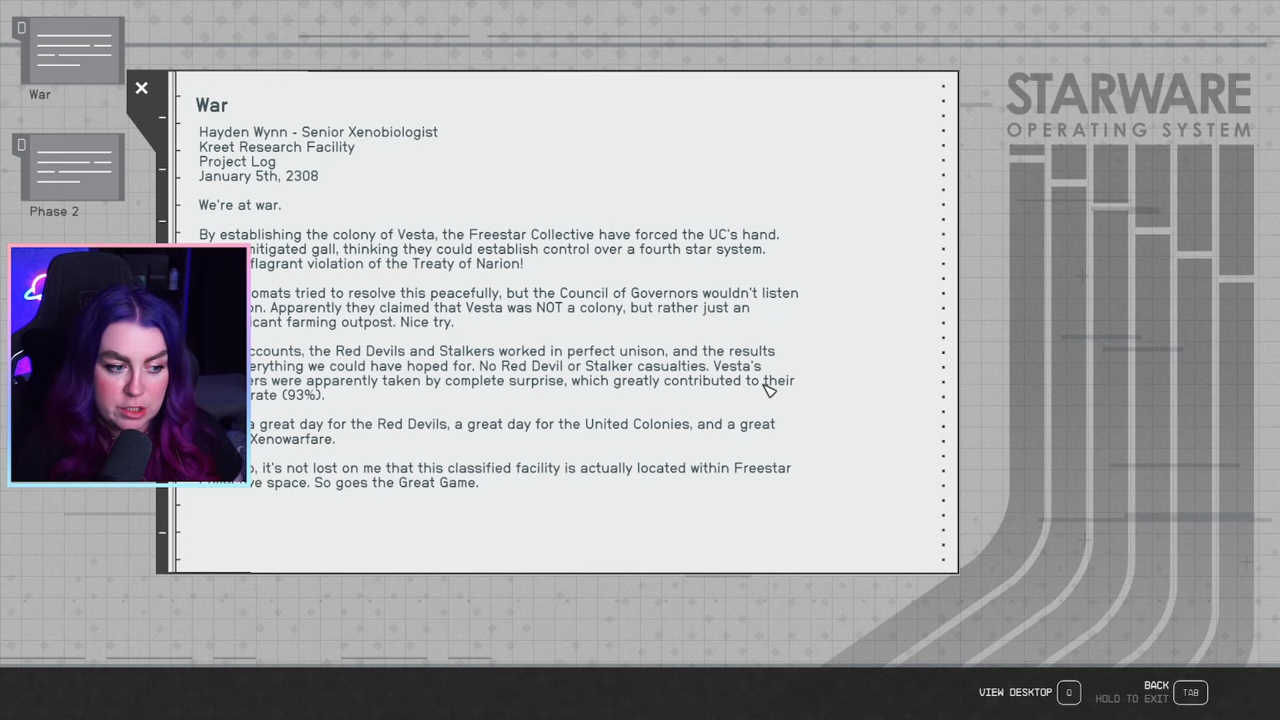 War
Phase 2
War
Hayden Wynn - Senior Xenobiologist
Kreet Research Facility
Project Log
January 5th, 2308
We're at war.
By establishing the colony of Vesta, the Freestar Collective have forced the UC's hand.
gall, thinking they could establish control over a fourth star system.
flagrant violation of the Treaty of Narion!
tried to resolve this peacefully, but the Council of Governors wouldn't listen
Apparently they claimed that Vesta was NOT a colony, but rather just an
farming outpost. Nice try.
the Red Devils and Stalkers worked in perfect unison, and the results
we could have hoped for. No Red Devil or Stalker casualties. Vesta's
were apparently taken by complete surprise, which greatly contributed to their
rate (93%).
a great day for the Red Devils, a great day for the United Colonies, and a great
Xenowarfare.
it's not lost on me that this classified facility is actually located within Freestar
space. So goes the Great Game.
STARWARE
OPERATING SYSTEM
VIEW DESKTOP Q
BACK
HOLD TO EXIT TAB